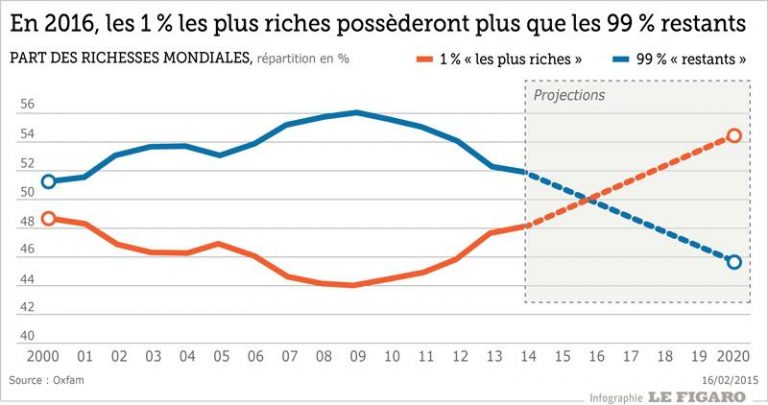 En 2016, les 1 % les plus riches possèderont plus que les 99 % restants
PART DES RICHESSES MONDIALES, répartition en %
1 % « les plus riches »
99 % « restants »
Projections
56
54
52
50
48
46
44
42
40
2000 01 02 03 04 05 06 07 08 09 10 11 12 13 14 15 16 17 18 19 2020
Source : Oxfam
16/02/2015
Infographie LE FIGARO